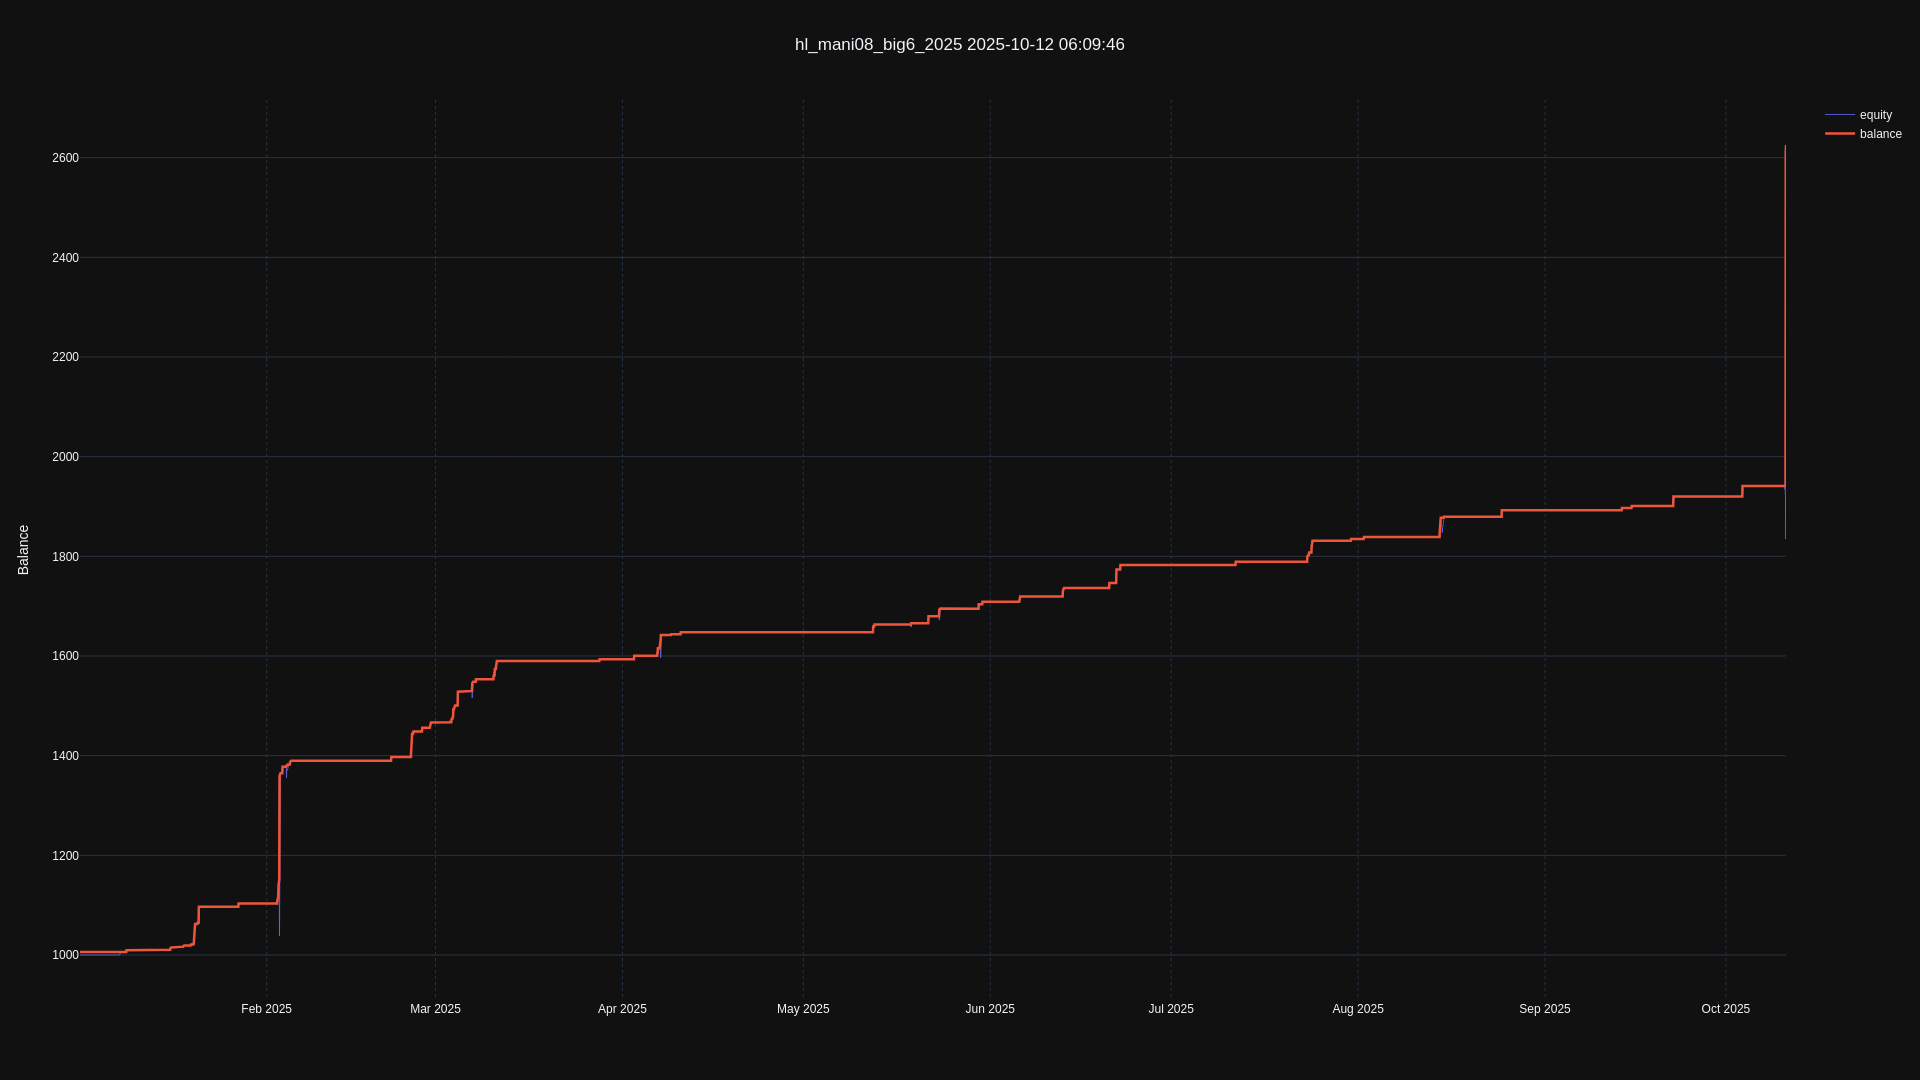 hl_mani08_big6_2025 2025-10-12 06:09:46
equity
balance
2600
2400
2200
2000
1800
1600
1400
1200
1000
Balance
Feb 2025
Mar 2025
Apr 2025
May 2025
Jun 2025
Jul 2025
Aug 2025
Sep 2025
Oct 2025